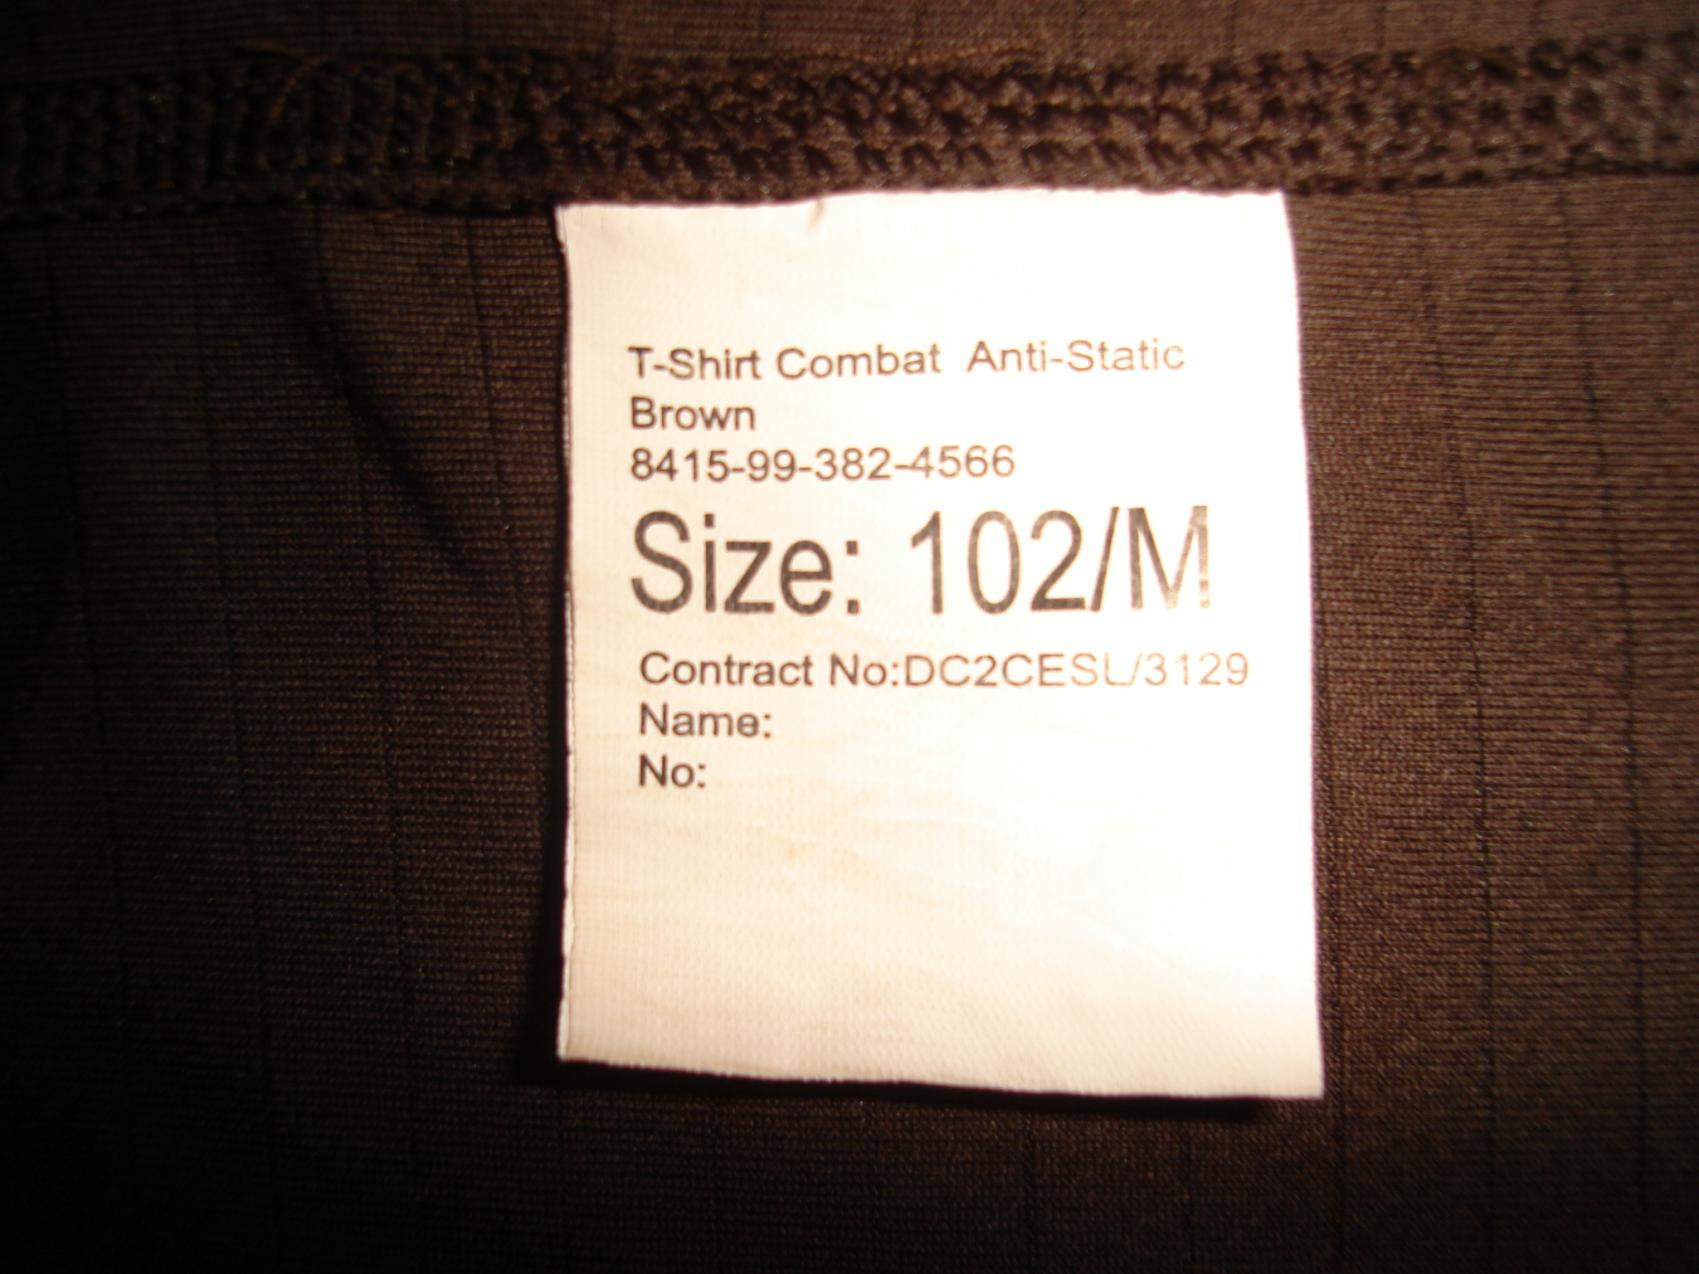 T-Shirt Combat Anti-Static
Brown
8415-99-382-4566
Size: 102/M
Contract No:DC2CESL/3129
Name:
No: